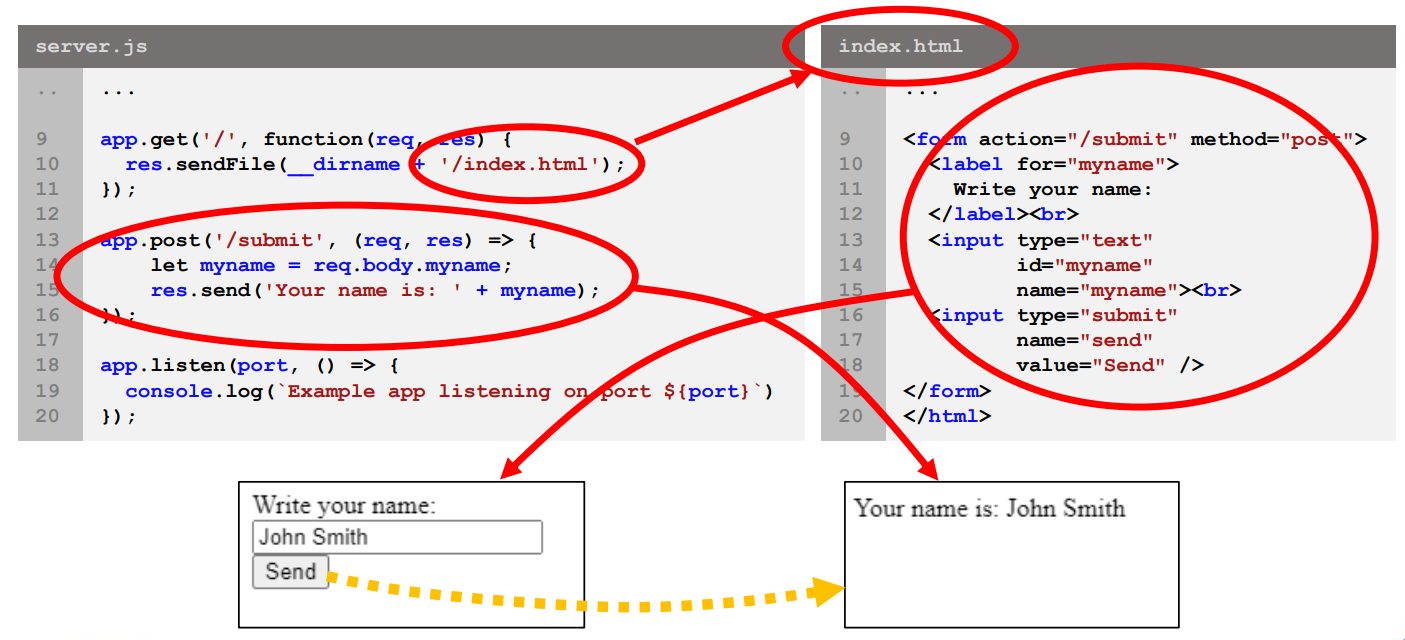 server.js
.. ...
9 app.get('/', function(req, res) {
10 res.sendFile(__dirname + '/index.html');
11 });
12
13 app.post('/submit', (req, res) => {
14 let myname = req.body.myname;
15 res.send('Your name is: ' + myname);
16 });
17
18 app.listen(port, () => {
19 console.log(`Example app listening on port ${port}`)
20 });
index.html
.. ...
9 <form action="/submit" method="post">
10 <label for="myname">
11 Write your name:
12 </label><br>
13 <input type="text"
14 id="myname"
15 name="myname"><br>
16 <input type="submit"
17 name="send"
18 value="Send" />
19 </form>
20 </html>
Write your name:
John Smith
Send
Your name is: John Smith